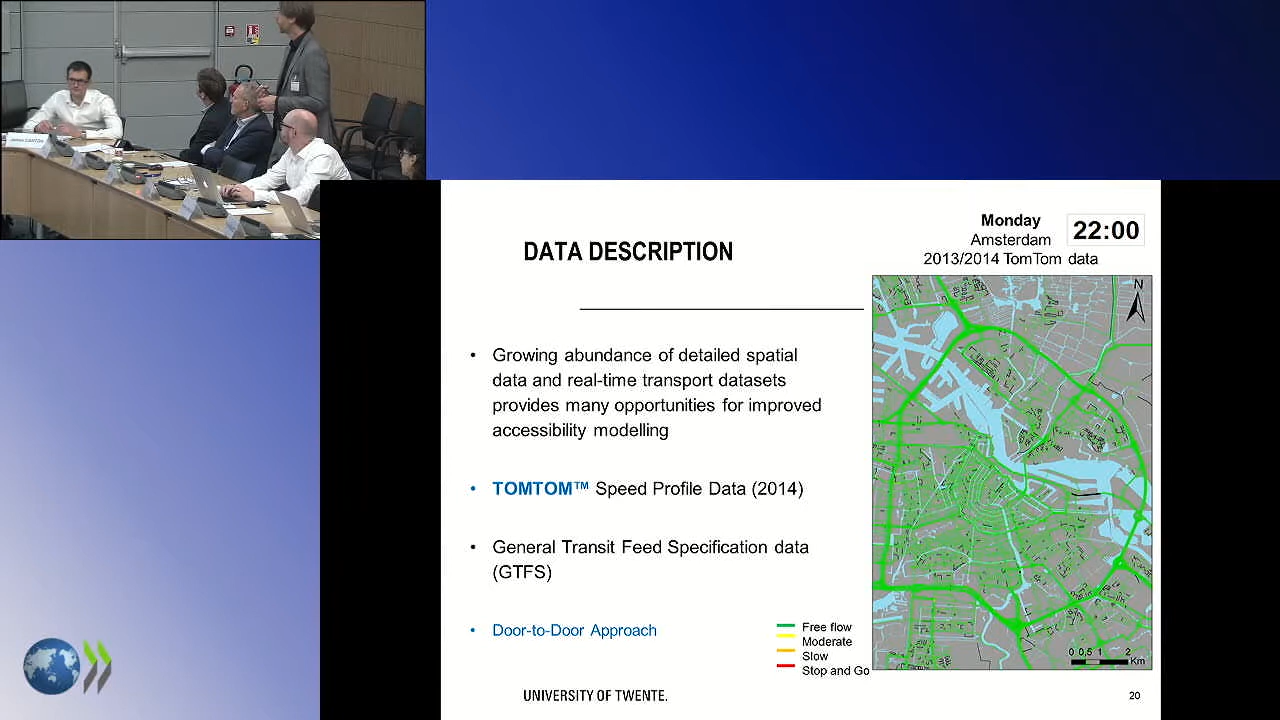 DATA DESCRIPTION
Monday
Amsterdam
2013/2014 TomTom data
22:00
• Growing abundance of detailed spatial
data and real-time transport datasets
provides many opportunities for improved
accessibility modelling
• TOMTOM™ Speed Profile Data (2014)
• General Transit Feed Specification data
(GTFS)
• Door-to-Door Approach
Free flow
Moderate
Slow
Stop and Go
N
0 0,5 1 2
Km
UNIVERSITY OF TWENTE.
20